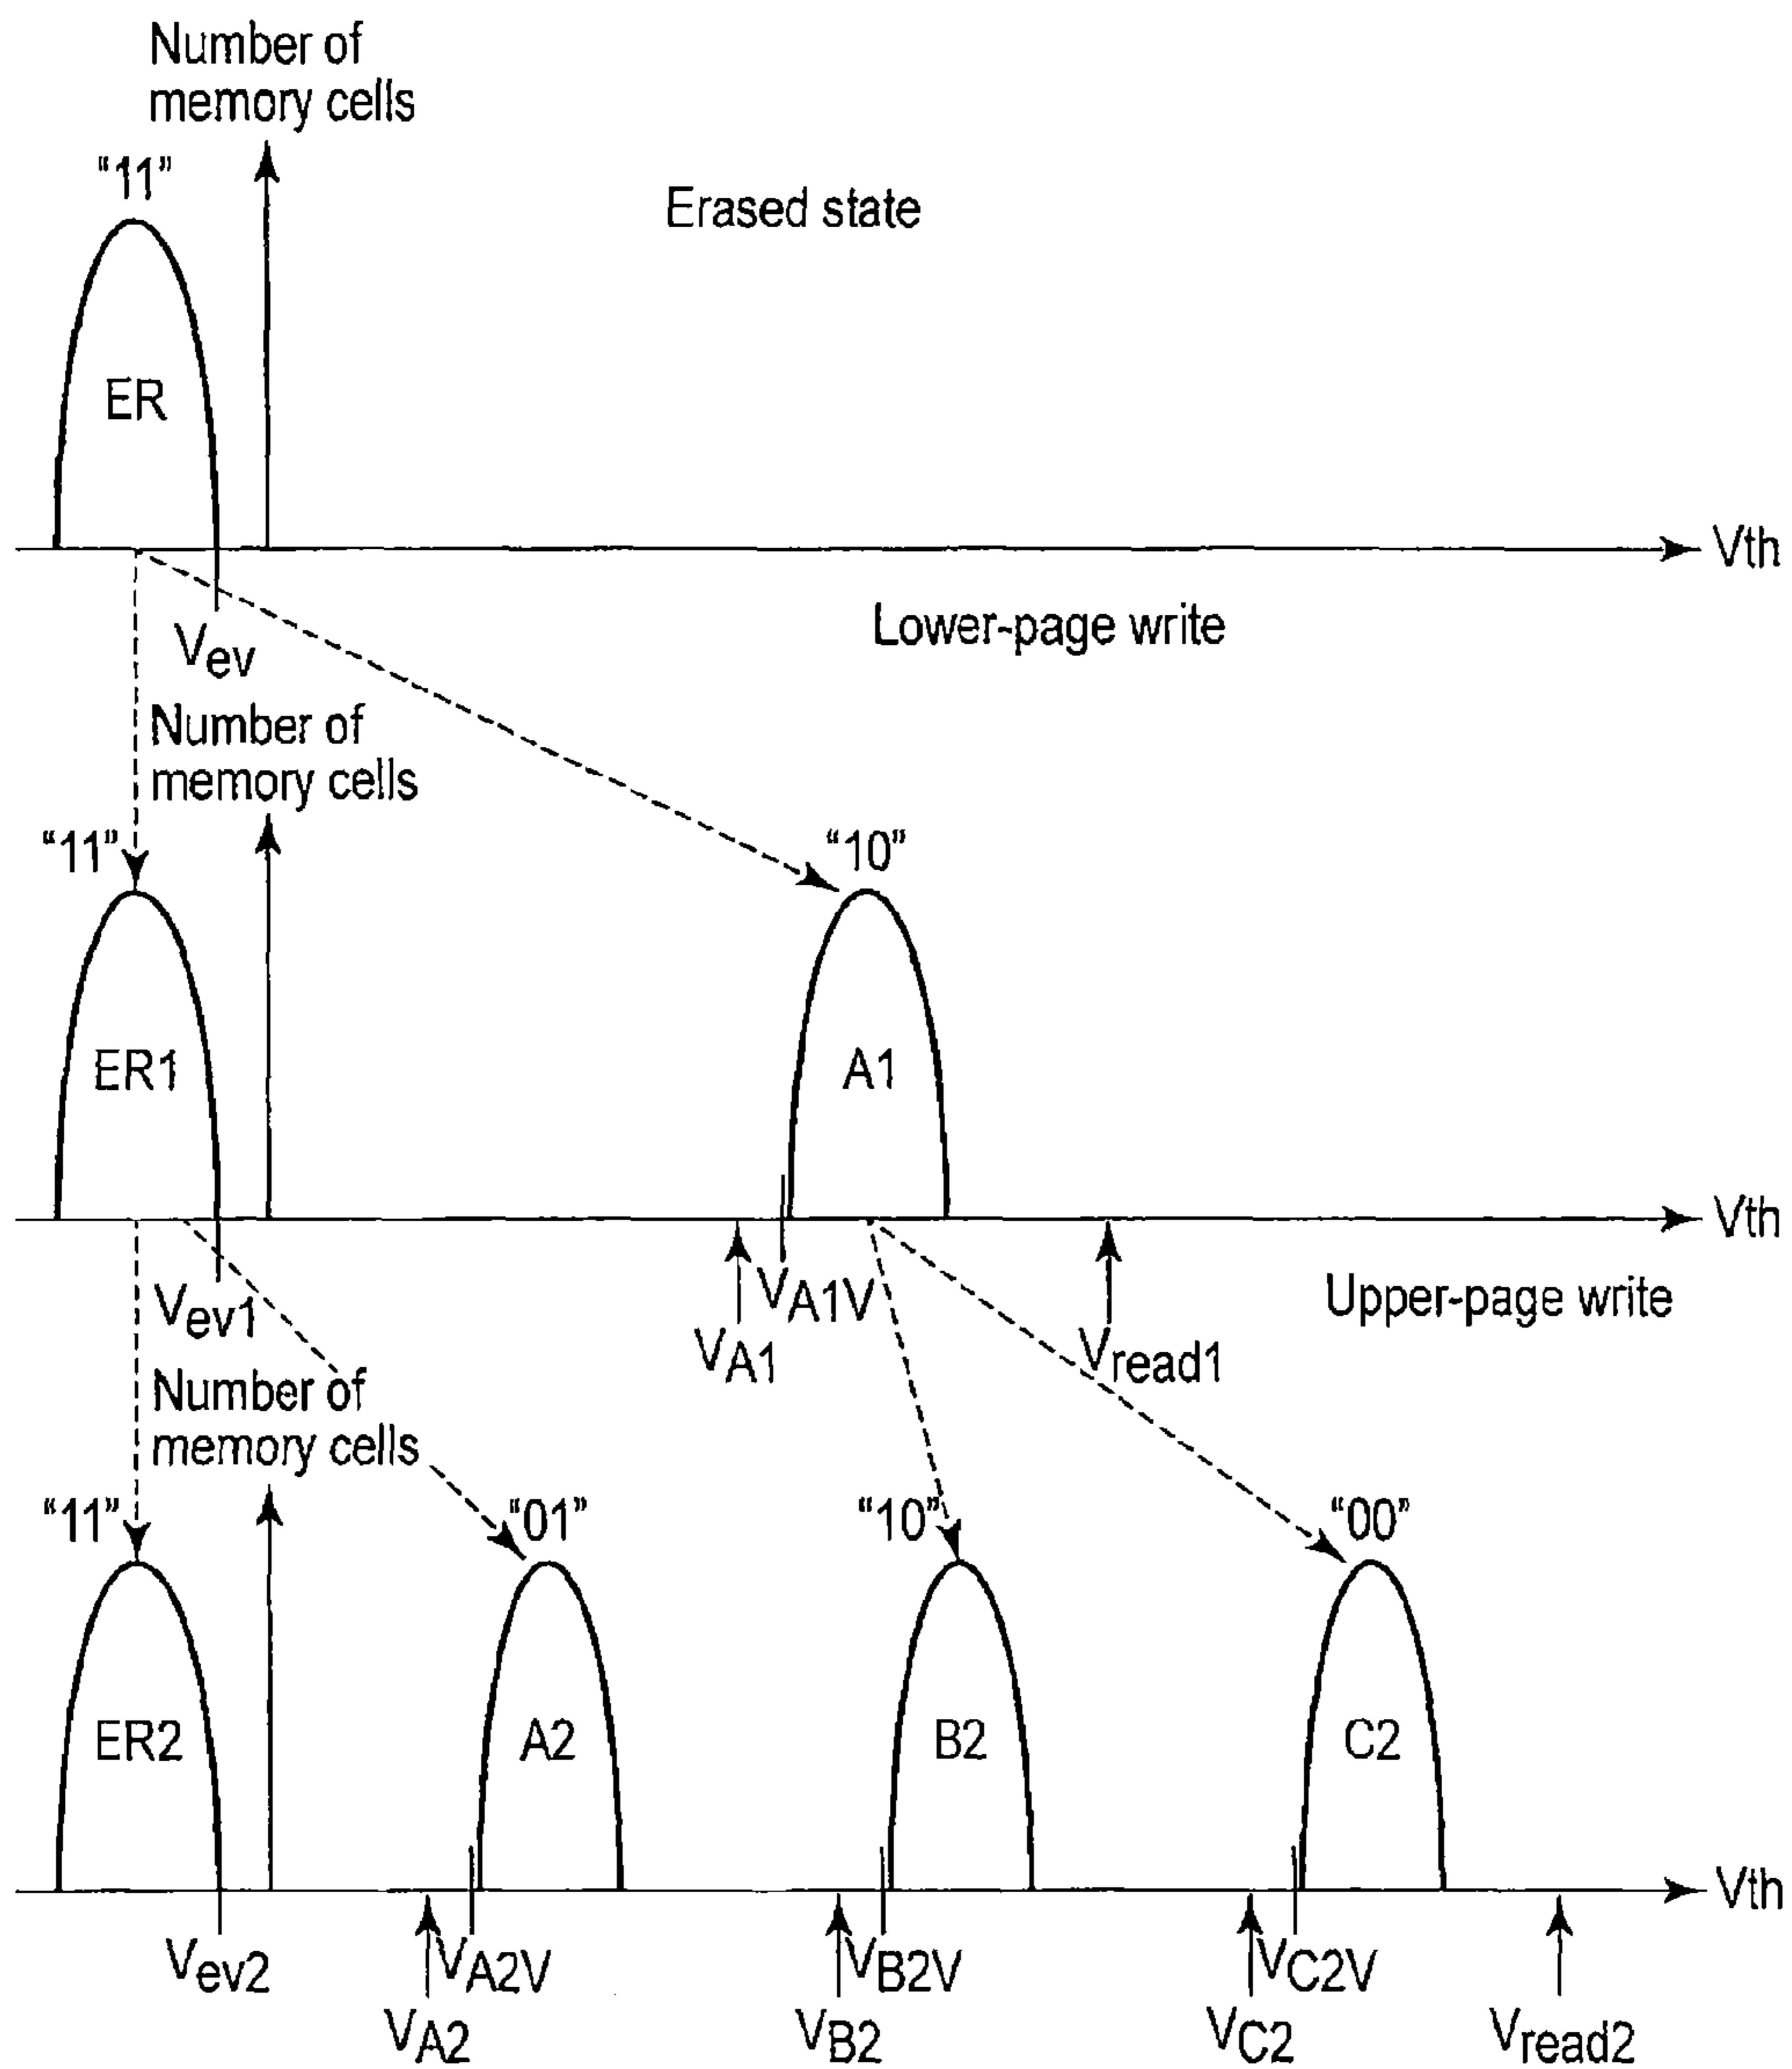 Number of
memory cells
“11”
Erased state
ER
Vth
Lower-page write
Vev
Number of
memory cells
“11”
“10”
ER1
A1
Vth
Vev1
VA1V
Upper-page write
VA1
Vread1
Number of
memory cells
“11”
“01”
“10”
“00”
ER2
A2
B2
C2
Vth
Vev2
VA2V
VB2V
VC2V
VA2
VB2
VC2
Vread2